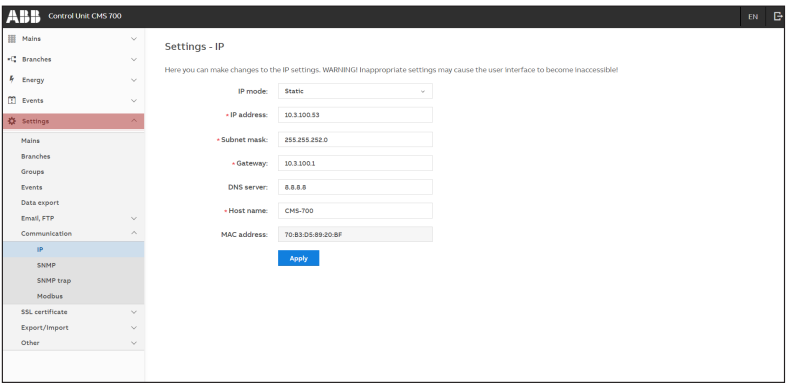 ABB Control Unit CMS 700 EN
Mains
Branches
Energy
Events
Settings
Mains
Branches
Groups
Events
Data export
Email, FTP
Communication
IP
SNMP
SNMP trap
Modbus
SSL certificate
Export/Import
Other
Settings - IP
Here you can make changes to the IP settings. WARNING! Inappropriate settings may cause the user interface to become inaccessible!
IP mode: Static
* IP address: 10.3.100.53
* Subnet mask: 255.255.252.0
* Gateway: 10.3.100.1
DNS server: 8.8.8.8
* Host name: CMS-700
MAC address: 70:B3:D5:89:20:BF
Apply